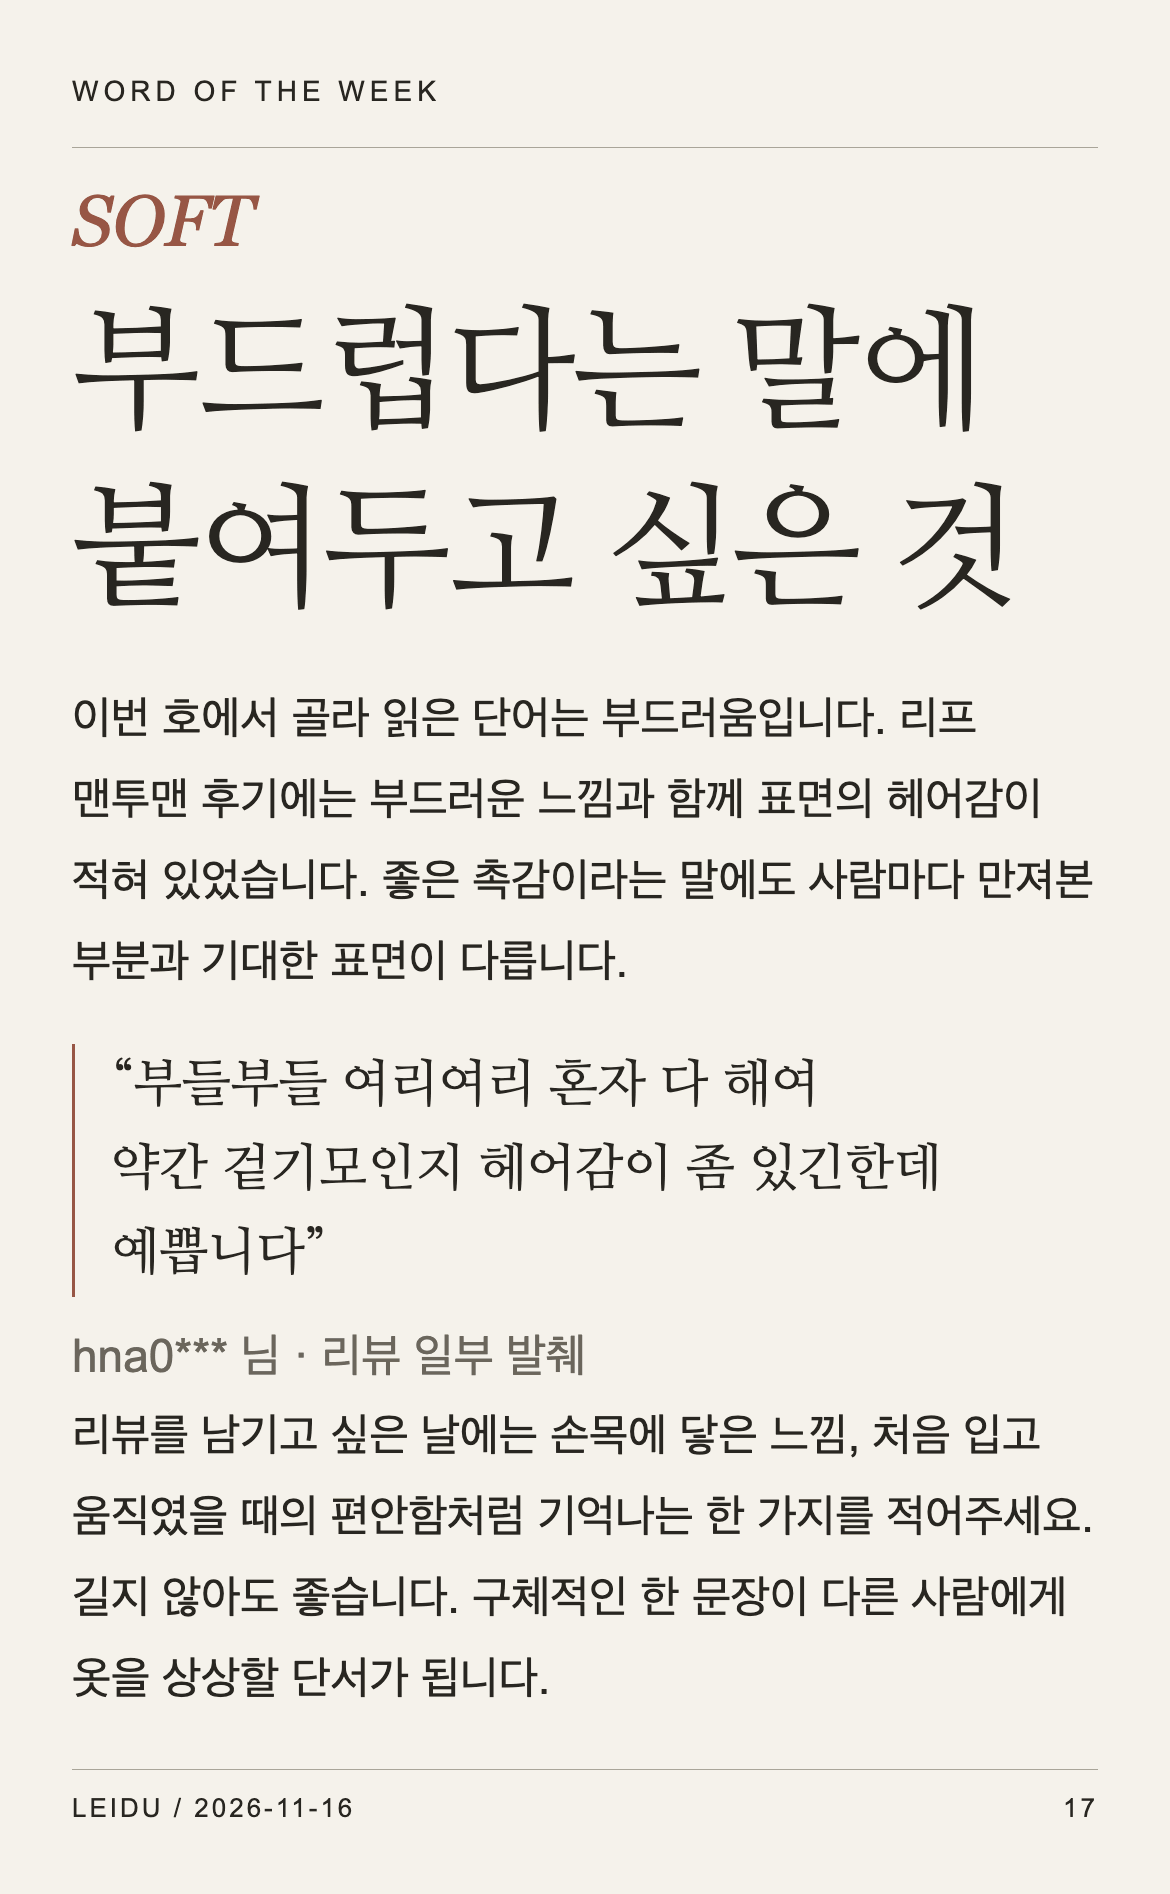 WORD OF THE WEEK
SOFT
부드럽다는 말에
붙여두고 싶은 것
이번 호에서 골라 읽은 단어는 부드러움입니다. 리프
맨투맨 후기에는 부드러운 느낌과 함께 표면의 헤어감이
적혀 있었습니다. 좋은 촉감이라는 말에도 사람마다 만져본
부분과 기대한 표면이 다릅니다.
“부들부들 여리여리 혼자 다 해여
약간 겉기모인지 헤어감이 좀 있긴한데
예쁩니다”
hna0*** 님 · 리뷰 일부 발췌
리뷰를 남기고 싶은 날에는 손목에 닿은 느낌, 처음 입고
움직였을 때의 편안함처럼 기억나는 한 가지를 적어주세요.
길지 않아도 좋습니다. 구체적인 한 문장이 다른 사람에게
옷을 상상할 단서가 됩니다.
LEIDU / 2026-11-16
17